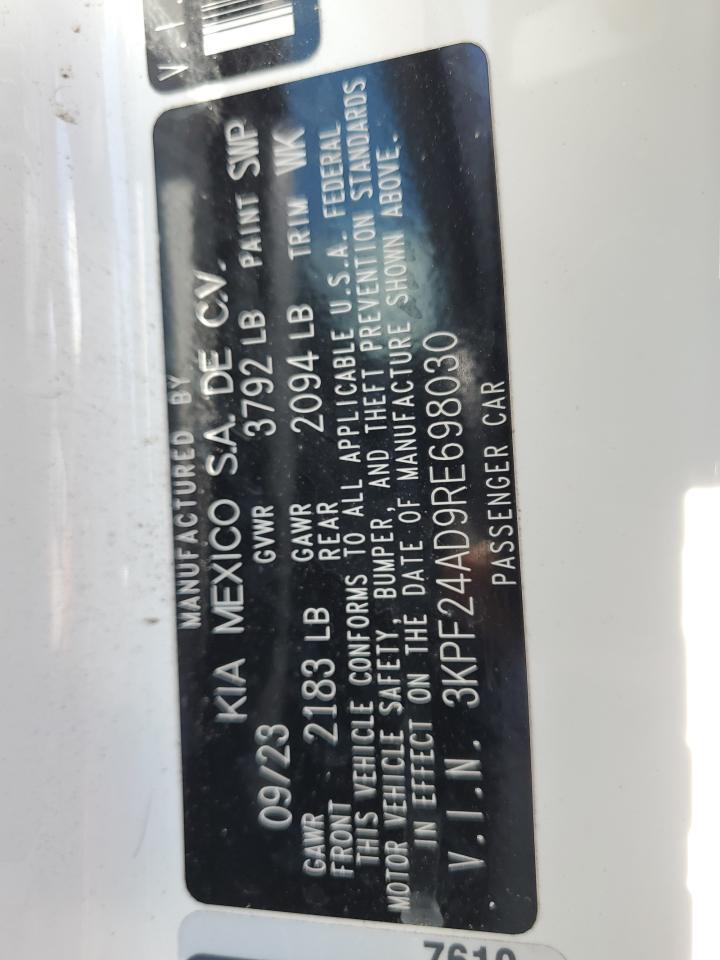 V.I.
MANUFACTURED BY
KIA MEXICO S.A. DE C.V.
09/23 GVWR 3792 LB PAINT SWP
GAWR FRONT 2183 LB GAWR REAR 2094 LB TRIM WK
THIS VEHICLE CONFORMS TO ALL APPLICABLE U.S.A. FEDERAL
MOTOR VEHICLE SAFETY, BUMPER, AND THEFT PREVENTION STANDARDS
IN EFFECT ON THE DATE OF MANUFACTURE SHOWN ABOVE.
V.I.N. 3KPF24AD9RE698030
PASSENGER CAR